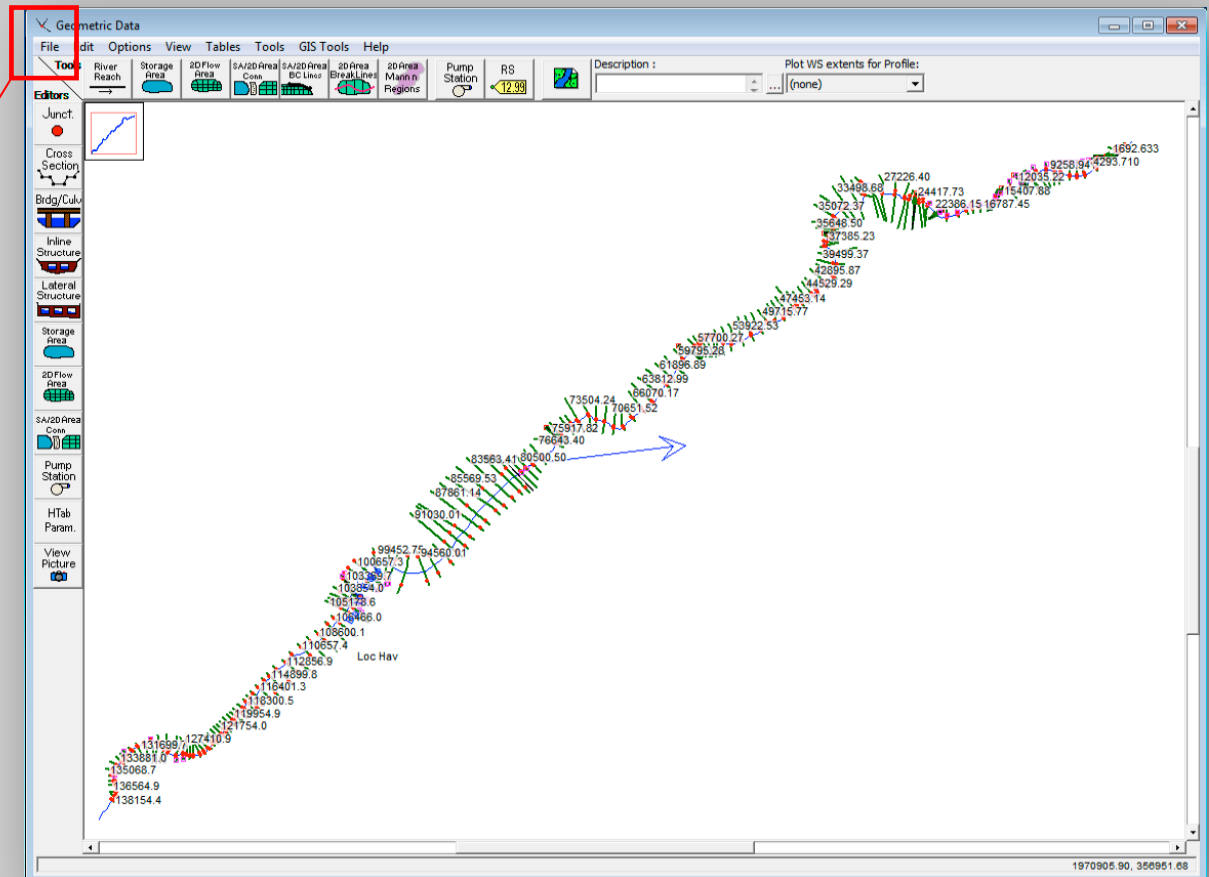 Geometric Data
File Edit Options View Tables Tools GIS Tools Help
Tools
Editors
River Reach
Storage Area
2D Flow Area
SA/2D Area Conn
SA/2D Area BC Lines
2D Area BreakLines
2D Area Mann n Regions
Pump Station
RS
12.99
Description :
...
Plot WS extents for Profile:
(none)
Junct.
Cross Section
Brdg/Culv
Inline Structure
Lateral Structure
Storage Area
2D Flow Area
SA/2D Area Conn
Pump Station
HTab Param.
View Picture
1692.633
4293.710
9258.94
12035.22
15407.88
16787.45
22386.15
24417.73
27226.40
33498.68
35072.37
35648.50
37385.23
39499.37
42895.87
44529.29
47453.14
49715.77
53922.53
57700.27
59795.28
61896.89
63812.99
66070.17
70651.52
73504.24
75917.82
76643.40
80500.50
83563.41
85569.53
87861.14
91030.01
94560.01
99452.75
100657.3
103369.7
103854.0
105178.6
106466.0
108600.1
110657.4
Loc Hav
112856.9
114899.8
116401.3
118300.5
119954.9
121754.0
127410.9
131699.7
133881.0
135068.7
136564.9
138154.4
1970905.90, 356951.68